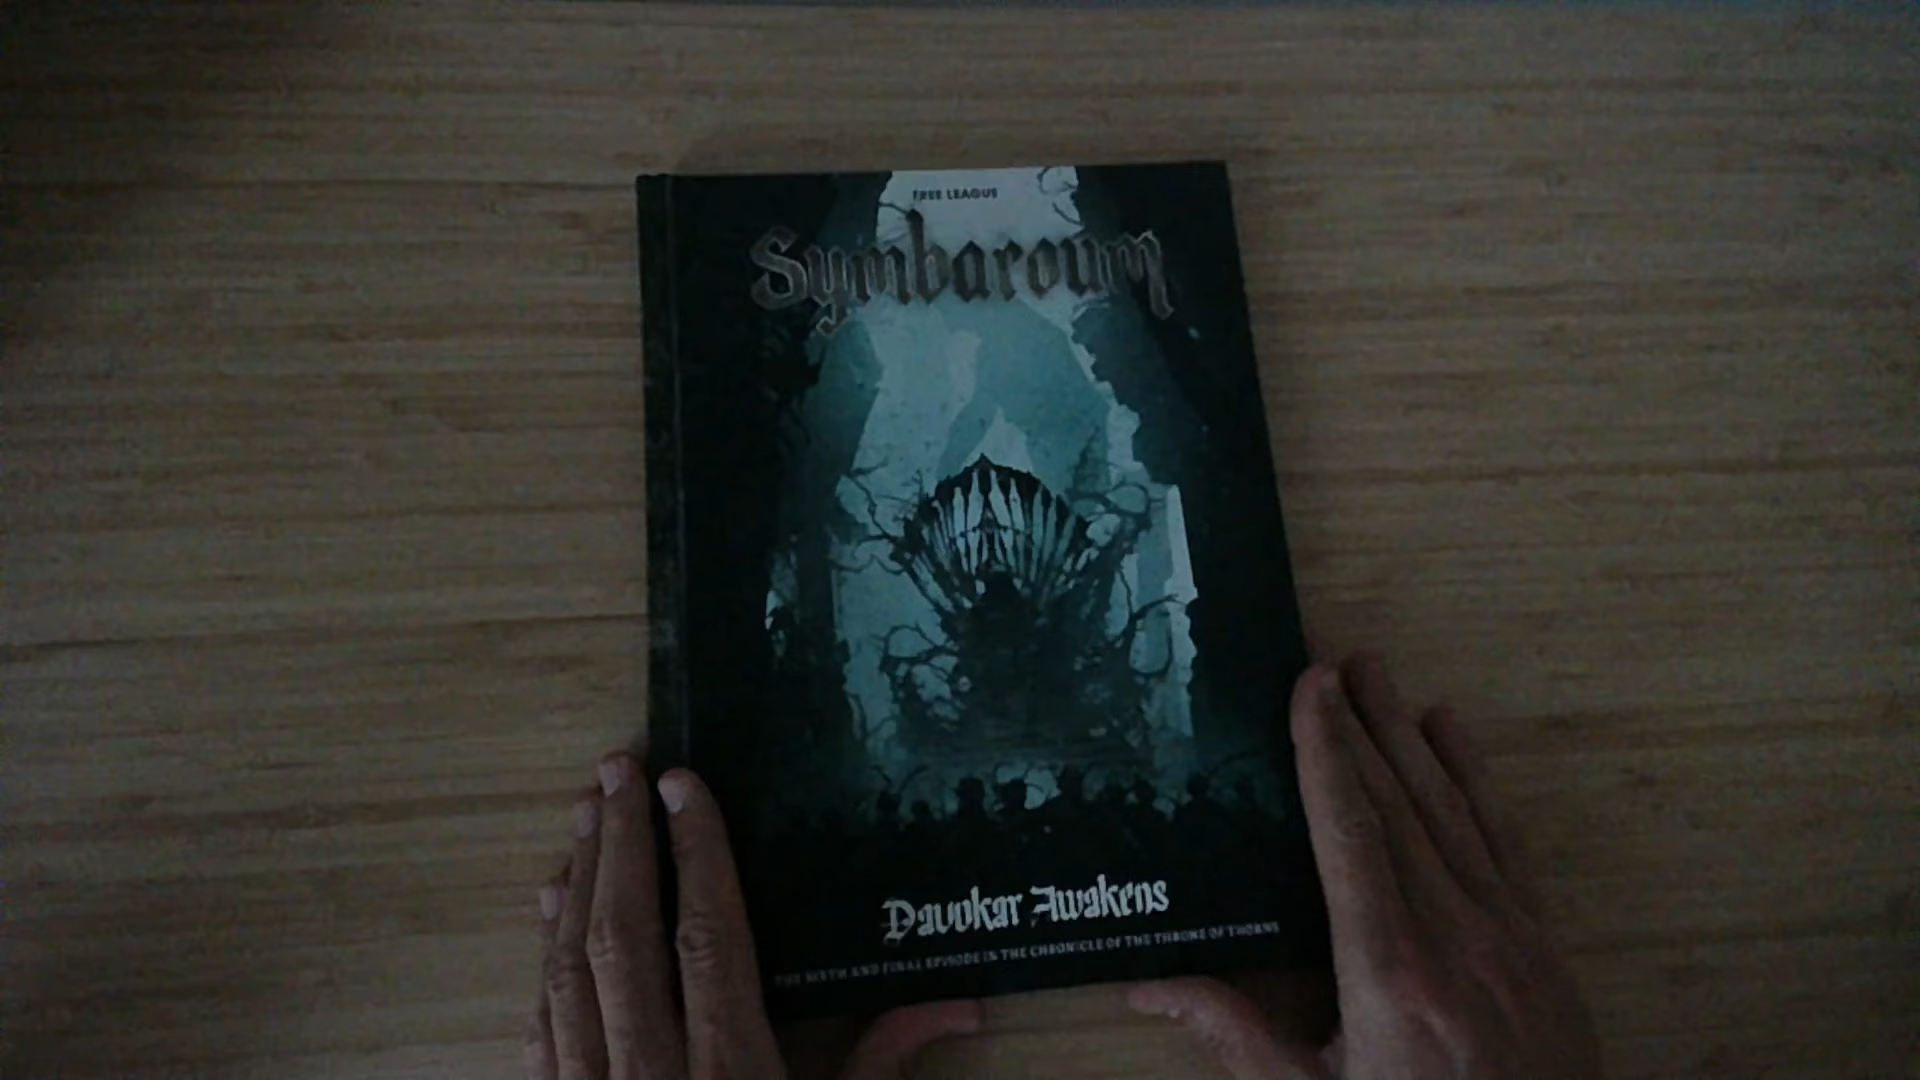 FREE LEAGUE
Symbaroum
Davokar Awakens
THE SIXTH AND FINAL EPISODE IN THE CHRONICLE OF THE THRONE OF THORNS